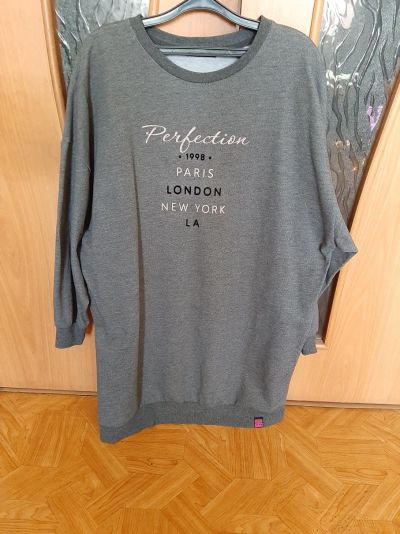 Perfection
• 1998 •
PARIS
LONDON
NEW YORK
LA